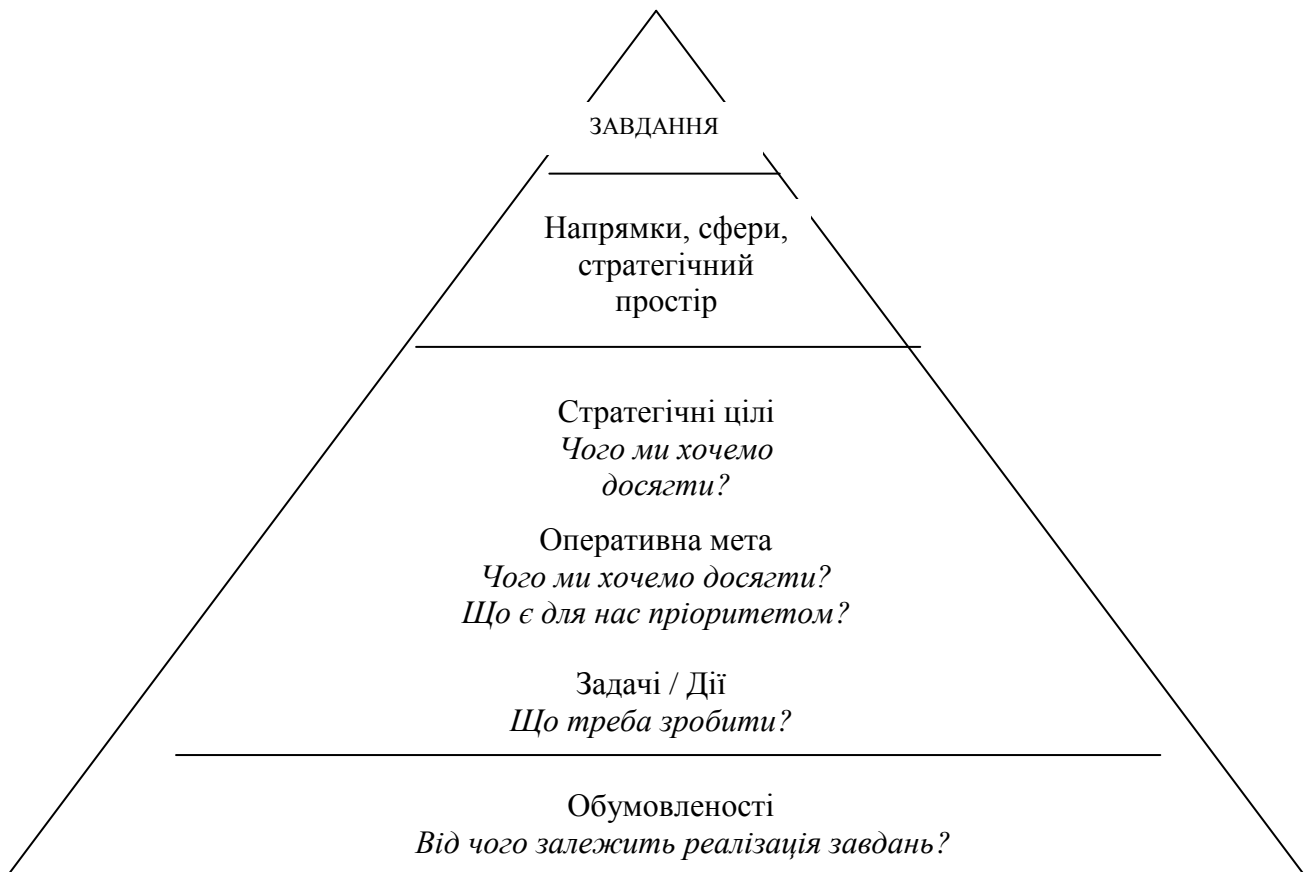 ЗАВДАННЯ
Напрямки, сфери,
стратегічний
простір
Стратегічні цілі
Чого ми хочемо
досягти?
Оперативна мета
Чого ми хочемо досягти?
Що є для нас пріоритетом?
Задачі / Дії
Що треба зробити?
Обумовленості
Від чого залежить реалізація завдань?